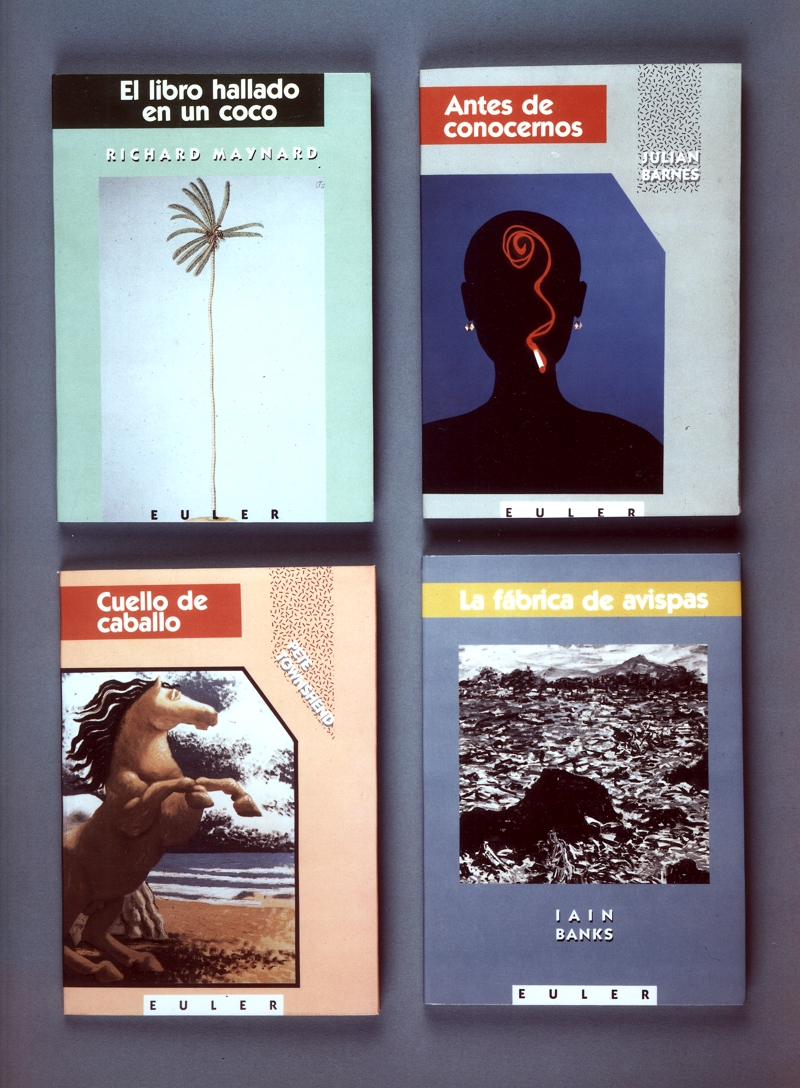 El libro hallado
en un coco
RICHARD MAYNARD
EULER
Antes de
conocernos
JULIAN
BARNES
EULER
Cuello de
caballo
PETE
TOWNSHEND
EULER
La fábrica de avispas
IAIN
BANKS
EULER